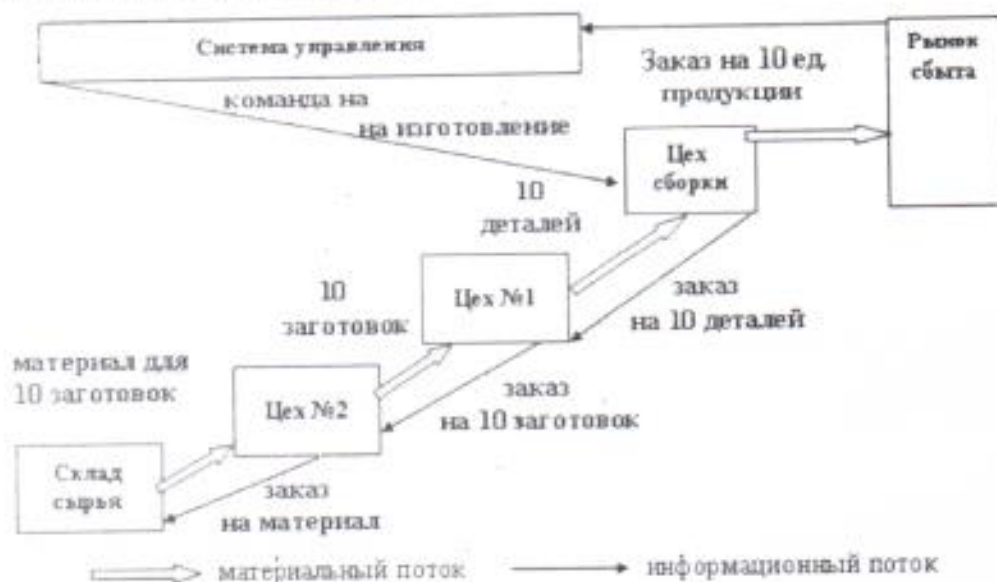 Система управления
Рынок
сбыта
Заказ на 10 ед.
продукции
команда на
на изготовление
Цех
сборки
10
деталей
Цех №1
10
заготовок
заказ
на 10 деталей
материал для
10 заготовок
Цех №2
заказ
на 10 заготовок
Склад
сырья
заказ
на материал
материальный поток
информационный поток